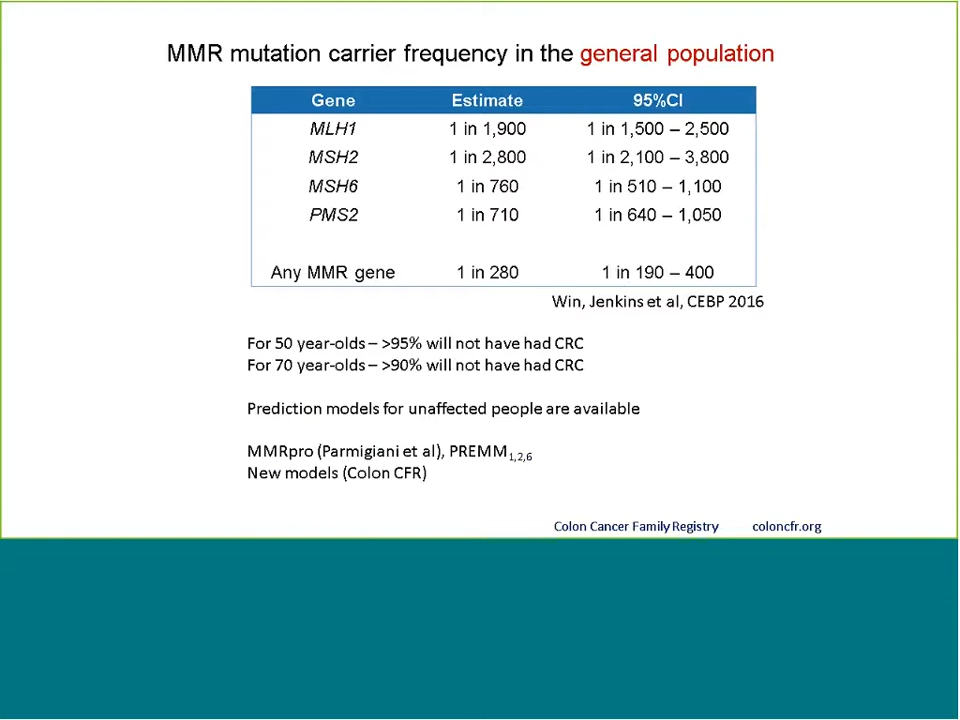 MMR mutation carrier frequency in the general population
Gene Estimate 95%CI
MLH1 1 in 1,900 1 in 1,500 – 2,500
MSH2 1 in 2,800 1 in 2,100 – 3,800
MSH6 1 in 760 1 in 510 – 1,100
PMS2 1 in 710 1 in 640 – 1,050
Any MMR gene 1 in 280 1 in 190 – 400
Win, Jenkins et al, CEBP 2016
For 50 year-olds – >95% will not have had CRC
For 70 year-olds – >90% will not have had CRC
Prediction models for unaffected people are available
MMRpro (Parmigiani et al), PREMM1,2,6
New models (Colon CFR)
Colon Cancer Family Registry coloncfr.org